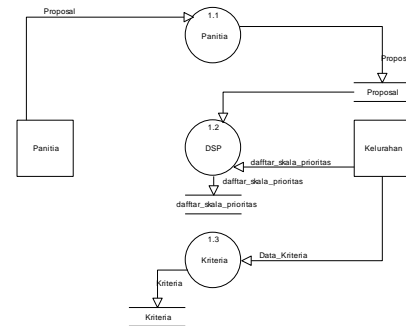 Proposal
1.1
Panitia
Propos
Proposal
1.2
DSP
Panitia
Kelurahan
dafftar_skala_prioritas
dafftar_skala_prioritas
dafftar_skala_prioritas
1.3
Kriteria
Data_Kriteria
Kriteria
Kriteria